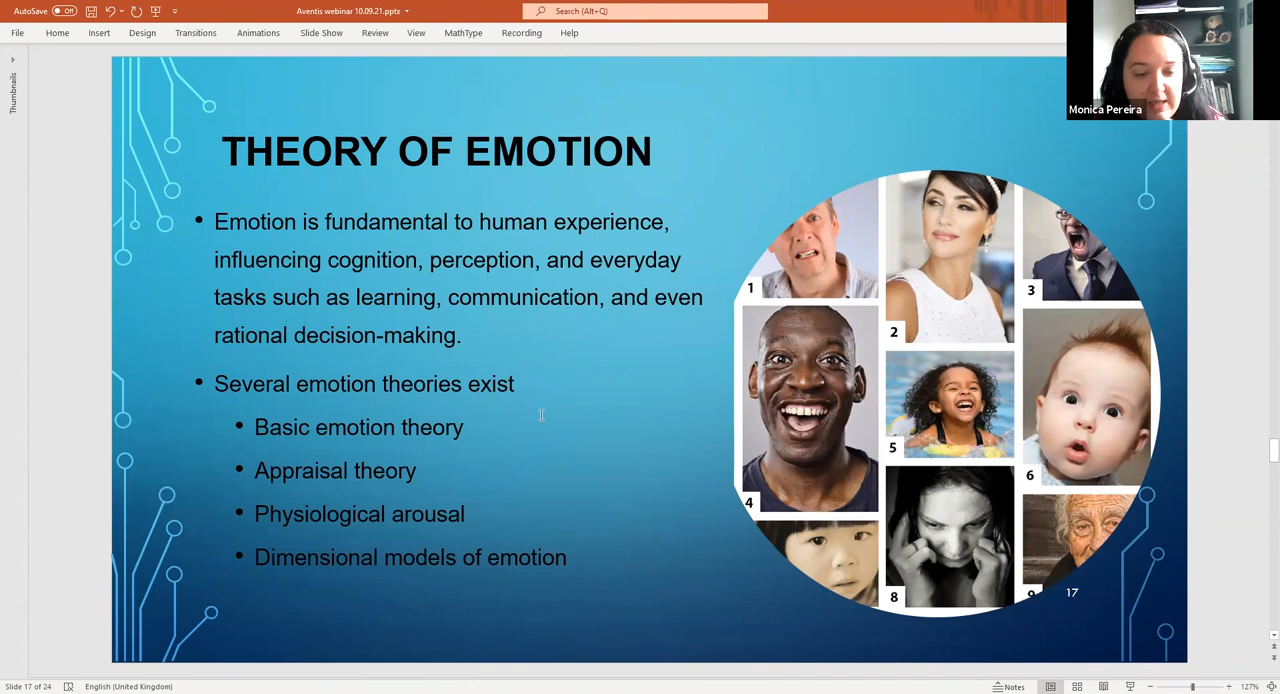 AutoSave Off
Aventis webinar 10.09.21.pptx
Search (Alt+Q)
File Home Insert Design Transitions Animations Slide Show Review View MathType Recording Help
Monica Pereira
Thumbnails
THEORY OF EMOTION
• Emotion is fundamental to human experience,
influencing cognition, perception, and everyday
tasks such as learning, communication, and even
rational decision-making.
• Several emotion theories exist
• Basic emotion theory
• Appraisal theory
• Physiological arousal
• Dimensional models of emotion
1
2
3
4
5
6
8
9
17
Slide 17 of 24
English (United Kingdom)
Notes
127%